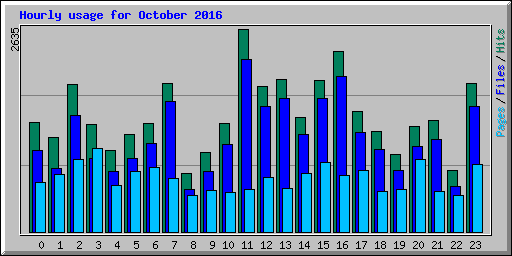 Hourly usage for October 2016
2635
Pages / Files / Hits
0 1 2 3 4 5 6 7 8 9 10 11 12 13 14 15 16 17 18 19 20 21 22 23